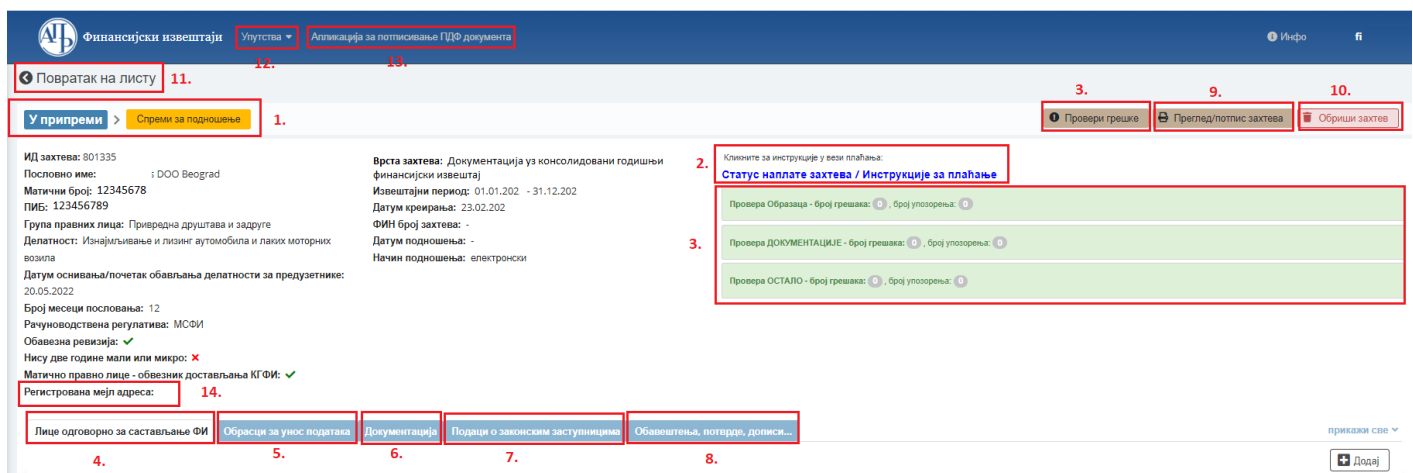 АПР Финансијски извештаји Упутства Апликација за потписивање ПДФ документа Инфо fi
12. 13.
Повратак на листу 11.
У припреми > Спреми за подношење 1. 3. 9. 10.
Провери грешке Преглед/потпис захтева Обриши захтев
ИД захтева: 801335
Пословно име: ; DOO Beograd
Матични број: 12345678
ПИБ: 123456789
Група правних лица: Привредна друштава и задруге
Делатност: Изнајмљивање и лизинг аутомобила и лаких моторних
возила
Датум оснивања/почетак обављања делатности за предузетнике:
20.05.2022
Број месеци пословања: 12
Рачуноводствена регулатива: МСФИ
Обавезна ревизија: ✓
Нису две године мали или микро: ×
Матично правно лице - обвезник достављања КГФИ: ✓
Регистрована мејл адреса: 14.
Врста захтева: Документација уз консолидовани годишњи
финансијски извештај
Извештајни период: 01.01.202 - 31.12.202
Датум креирања: 23.02.202
ФИН број захтева: -
Датум подношења: -
Начин подношења: електронски
2. Кликните за инструкције у вези плаћања:
Статус наплате захтева / Инструкције за плаћање
Провера Образаца - број грешака: 0 , број упозорења: 0
3. Провера ДОКУМЕНТАЦИЈЕ - број грешака: 0 , број упозорења: 0
Провера ОСТАЛО - број грешака: 0 , број упозорења: 0
Лице одговорно за састављање ФИ Обрасци за унос података Документација Подаци о законским заступницима Обавештења, потврде, дописи... прикажи све
4. 5. 6. 7. 8.
Додај